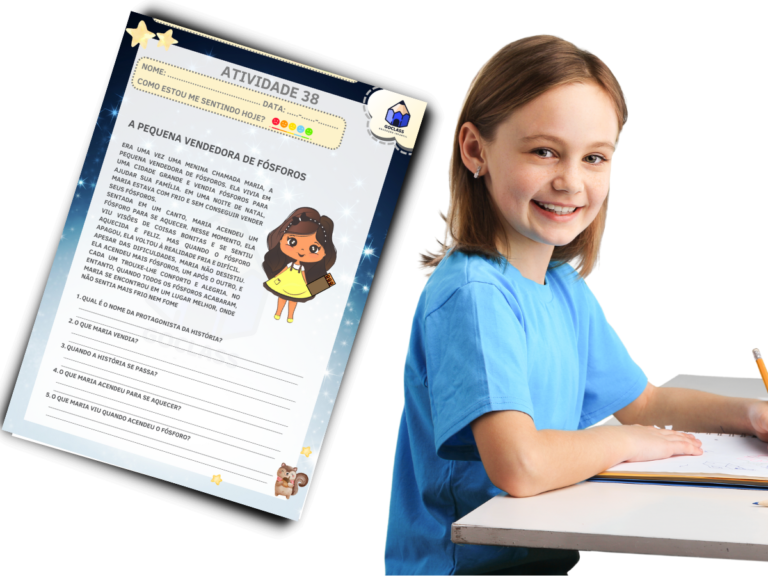 ATIVIDADE 38
NOME: .......................................... DATA: ....."....."........
COMO ESTOU ME SENTINDO HOJE?
GOCLASS
A PEQUENA VENDEDORA DE FÓSFOROS
ERA UMA VEZ UMA MENINA CHAMADA MARIA, A
PEQUENA VENDEDORA DE FÓSFOROS. ELA VIVIA EM
UMA CIDADE GRANDE E VENDIA FÓSFOROS PARA
AJUDAR SUA FAMÍLIA. EM UMA NOITE DE NATAL,
MARIA ESTAVA COM FRIO E SEM CONSEGUIR VENDER
SEUS FÓSFOROS.
SENTADA EM UM CANTO, MARIA ACENDEU UM
FÓSFORO PARA SE AQUECER. NESSE MOMENTO, ELA
VIU VISÕES DE COISAS BONITAS E SE SENTIU
AQUECIDA E FELIZ. MAS QUANDO O FÓSFORO
APAGOU, ELA VOLTOU À REALIDADE FRIA E DIFÍCIL.
APESAR DAS DIFICULDADES, MARIA NÃO DESISTIU.
ELA ACENDEU MAIS FÓSFOROS, UM APÓS O OUTRO, E
CADA UM TROUXE-LHE CONFORTO E ALEGRIA. NO
ENTANTO, QUANDO TODOS OS FÓSFOROS ACABARAM,
MARIA SE ENCONTROU EM UM LUGAR MELHOR, ONDE
NÃO SENTIA MAIS FRIO NEM FOME
1. QUAL É O NOME DA PROTAGONISTA DA HISTÓRIA?
2. O QUE MARIA VENDIA?
3. QUANDO A HISTÓRIA SE PASSA?
4. O QUE MARIA ACENDEU PARA SE AQUECER?
5. O QUE MARIA VIU QUANDO ACENDEU O FÓSFORO?